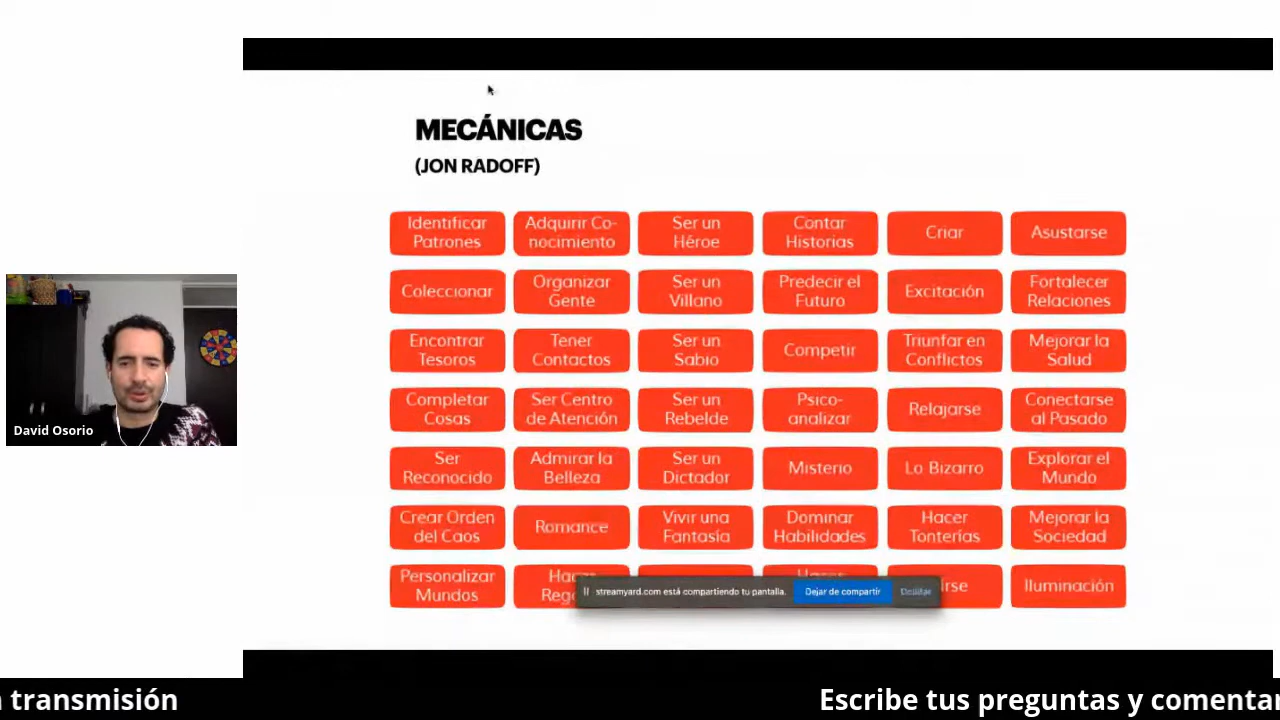 MECÁNICAS
(JON RADOFF)
Identificar
Patrones
Adquirir Co-
nocimiento
Ser un
Héroe
Contar
Historias
Criar
Asustarse
Coleccionar
Organizar
Gente
Ser un
Villano
Predecir el
Futuro
Excitación
Fortalecer
Relaciones
Encontrar
Tesoros
Tener
Contactos
Ser un
Sabio
Competir
Triunfar en
Conflictos
Mejorar la
Salud
Completar
Cosas
Ser Centro
de Atención
Ser un
Rebelde
Psico-
analizar
Relajarse
Conectarse
al Pasado
Ser
Reconocido
Admirar la
Belleza
Ser un
Dictador
Misterio
Lo Bizarro
Explorar el
Mundo
Crear Orden
del Caos
Romance
Vivir una
Fantasía
Dominar
Habilidades
Hacer
Tonterías
Mejorar la
Sociedad
Personalizar
Mundos
Hacer
Iluminación
streamyard.com está compartiendo tu pantalla.
Dejar de compartir
David Osorio
transmisión
Escribe tus preguntas y comentar